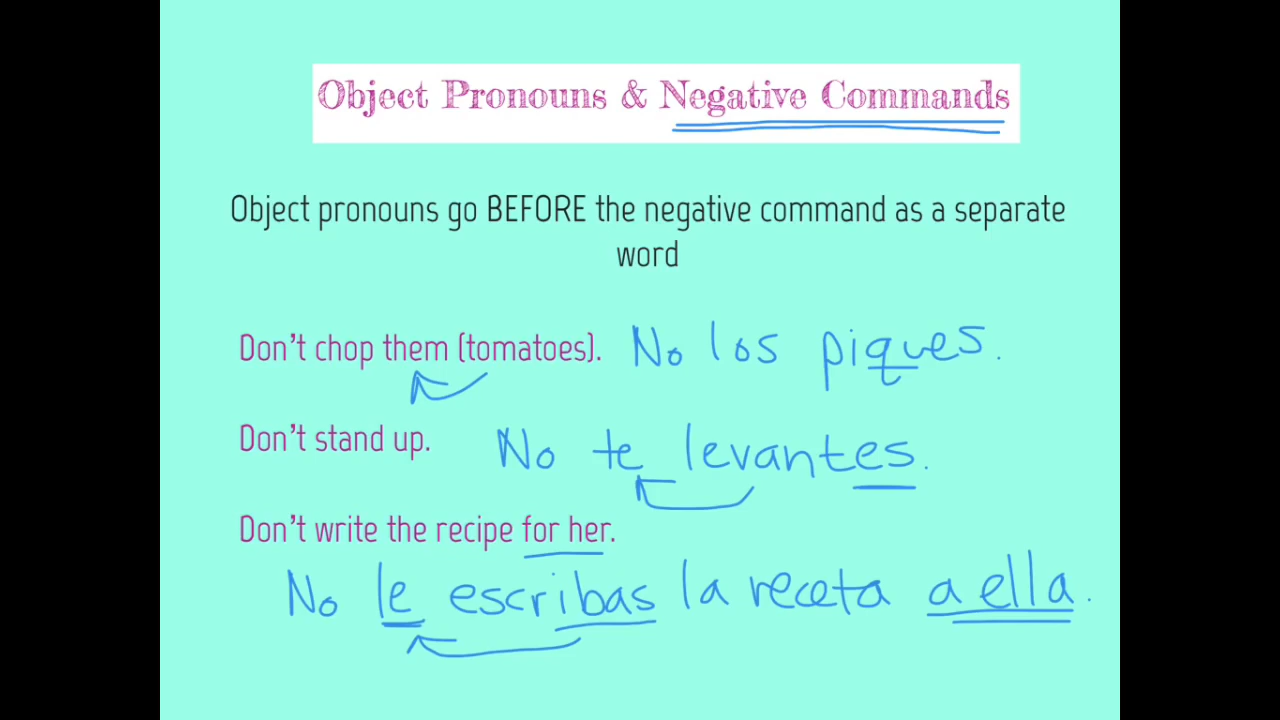 Object Pronouns & Negative Commands
Object pronouns go BEFORE the negative command as a separate
word
Don't chop them (tomatoes). No los piques.
Don't stand up. No te levantes.
Don't write the recipe for her.
No le escribas la receta a ella.